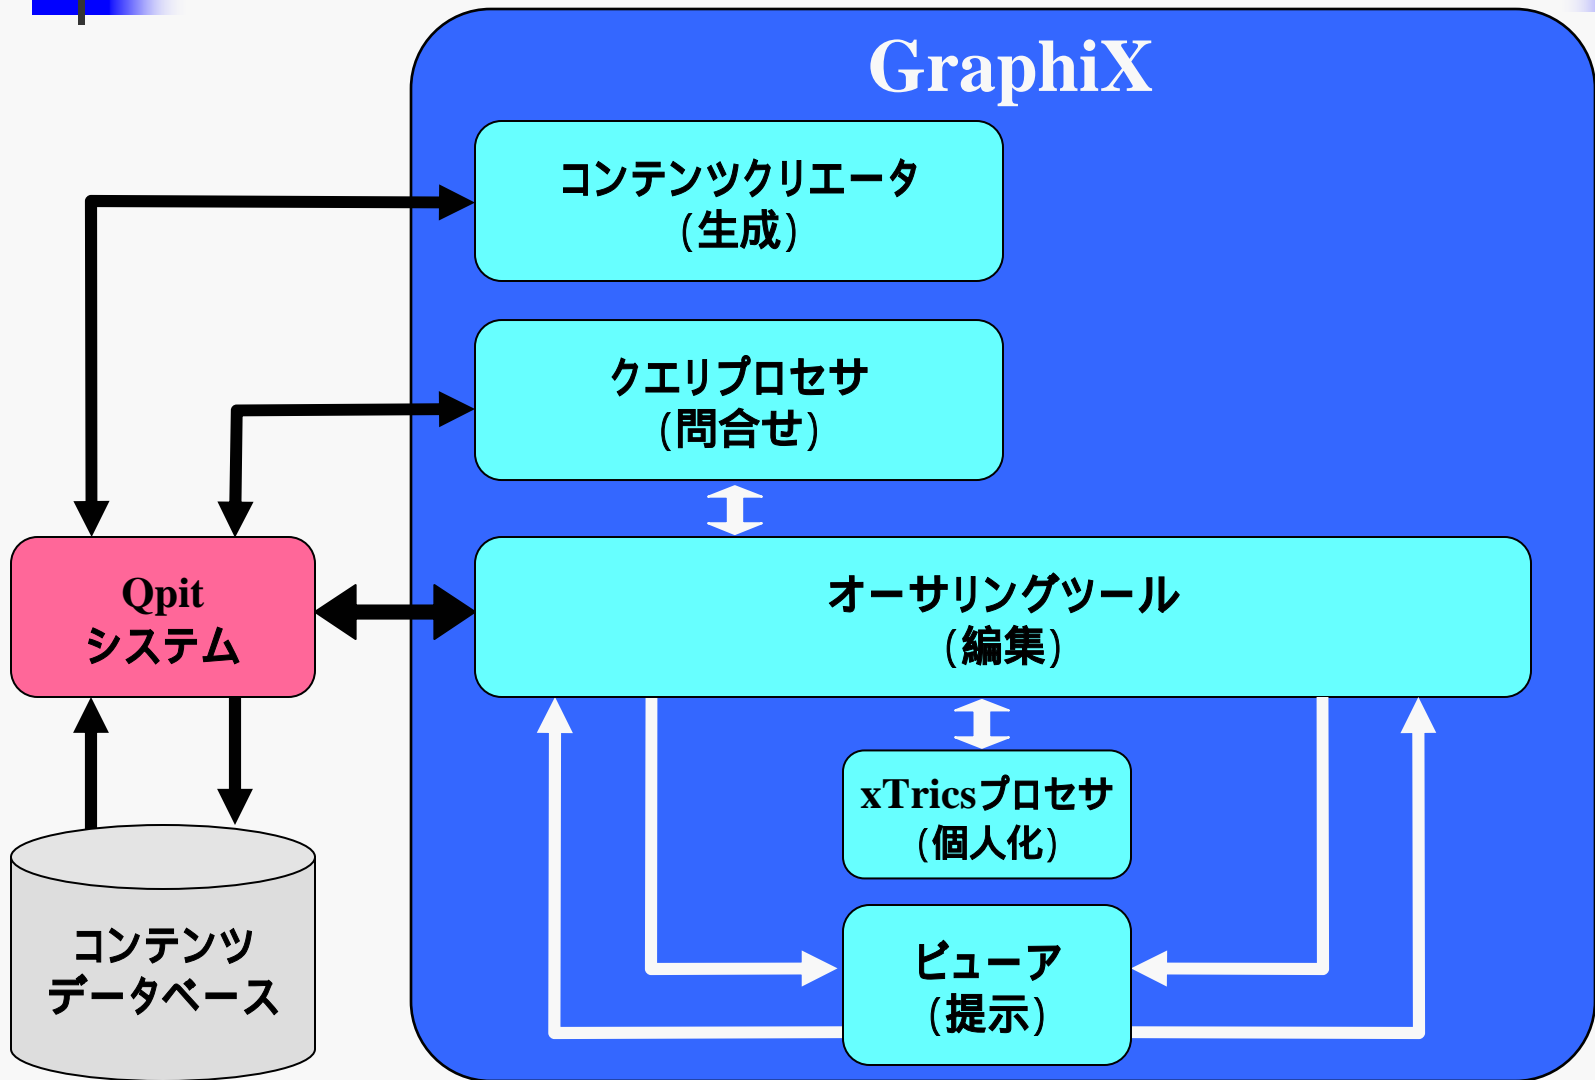 GraphiX
コンテンツクリエータ
(生成)
クエリプロセサ
(問合せ)
Qpit
システム
オーサリングツール
(編集)
xTricsプロセサ
(個人化)
コンテンツ
データベース
ビューア
(提示)